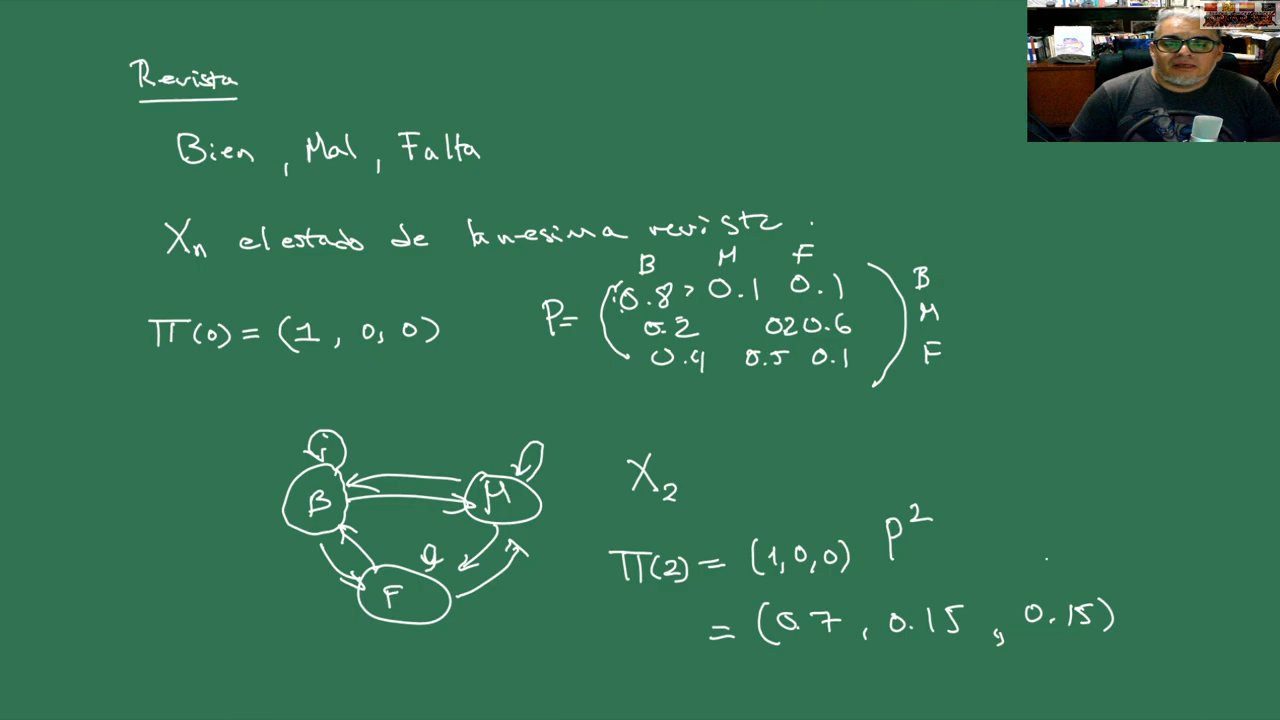 Revista
Bien, Mal, Falta
Xn el estado de la n-esima revista.
B M F
P= (0.8 0.1 0.1) B
0.2 02 0.6 M
0.4 0.5 0.1 F
Π(0) = (1, 0, 0)
B M
F
X2
Π(2) = (1,0,0) P²
= (0.7, 0.15, 0.15)